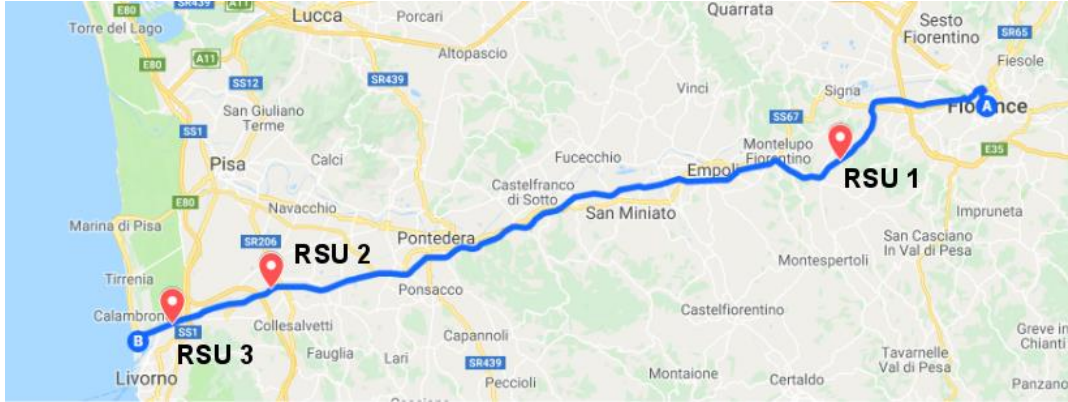 SR439
A11
Lucca
Porcari
Quarrata
Sesto
Fiorentino
SR65
Torre del Lago
E80
A11
Altopascio
Fiesole
SS12
SR439
Vinci
Signa
San Giuliano
Terme
SS67
Florence
A
SS1
Montelupo
Fiorentino
Pisa
Calci
Fucecchio
Empoli
RSU 1
E35
E80
Navacchio
Castelfranco
di Sotto
San Miniato
Impruneta
Marina di Pisa
SR206
RSU 2
Pontedera
San Casciano
In Val di Pesa
Tirrenia
Ponsacco
Montespertoli
Calambrone
Castelfiorentino
B
SS1
Collesalvetti
Capannoli
Greve in
Chianti
RSU 3
Fauglia
Lari
SR439
Tavarnelle
Val di Pesa
Livorno
Peccioli
Montaione
Certaldo
Panzano